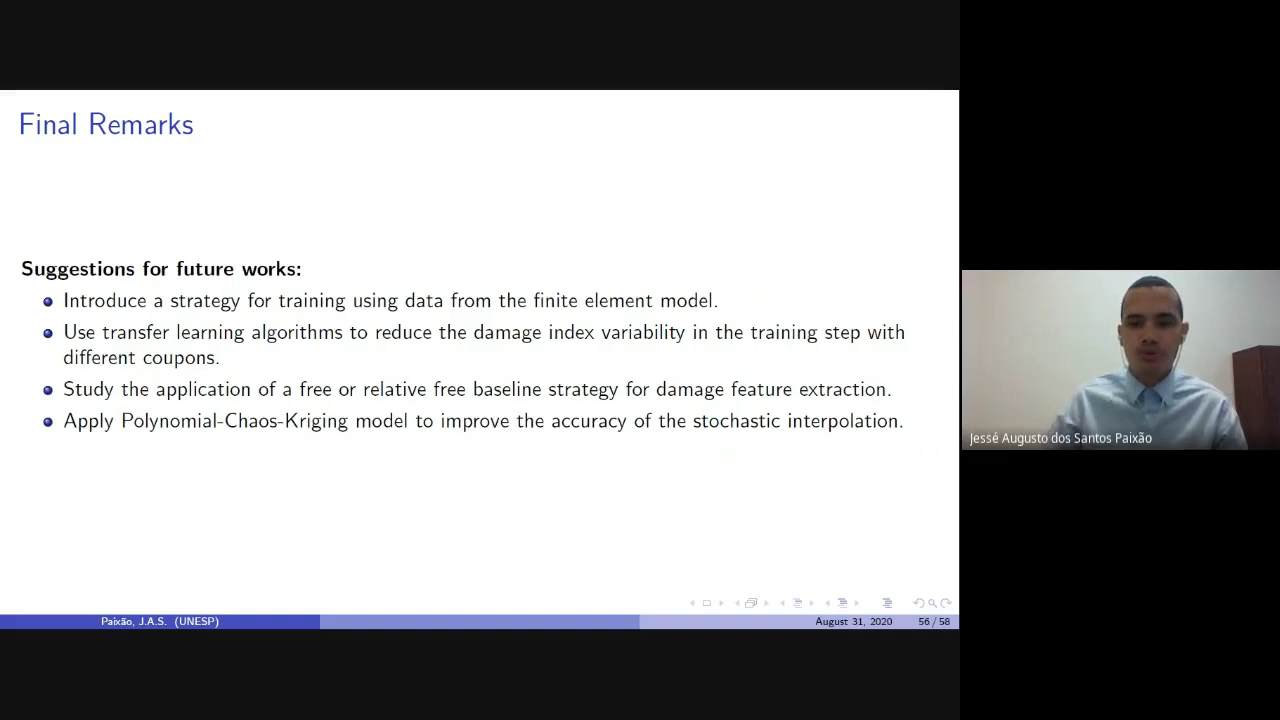 Final Remarks
Suggestions for future works:
Introduce a strategy for training using data from the finite element model.
Use transfer learning algorithms to reduce the damage index variability in the training step with
different coupons.
Study the application of a free or relative free baseline strategy for damage feature extraction.
Apply Polynomial-Chaos-Kriging model to improve the accuracy of the stochastic interpolation.
Jessé Augusto dos Santos Paixão
Paixão, J.A.S. (UNESP)
August 31, 2020
56 / 58